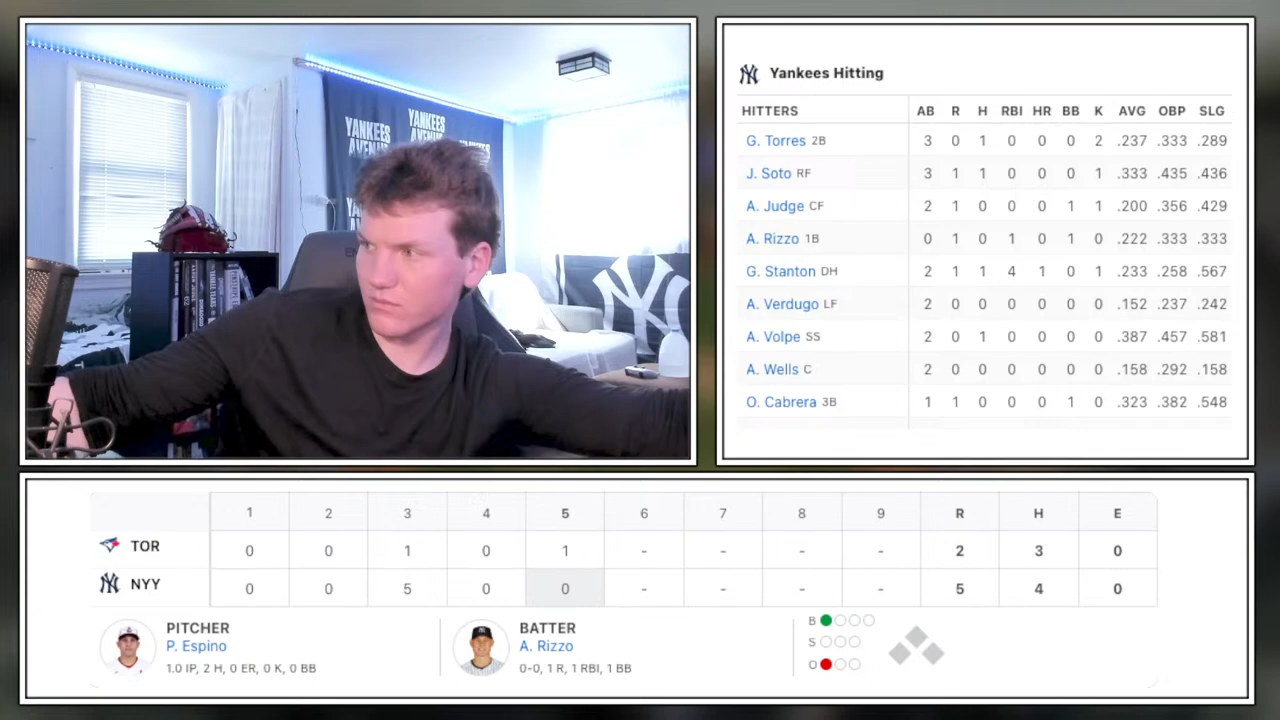 YANKEES AVENUE
YANKEES AVENUE
Yankees Hitting
HITTERS AB R H RBI HR BB K AVG OBP SLG
G. Torres 2B 3 0 1 0 0 0 2 .237 .333 .289
J. Soto RF 3 1 1 0 0 0 1 .333 .435 .436
A. Judge CF 2 1 0 0 0 1 1 .200 .356 .429
A. Rizzo 1B 0 1 0 1 0 1 0 .222 .333 .333
G. Stanton DH 2 1 1 4 1 0 1 .233 .258 .567
A. Verdugo LF 2 0 0 0 0 0 0 .152 .237 .242
A. Volpe SS 2 0 1 0 0 0 0 .387 .457 .581
A. Wells C 2 0 0 0 0 0 0 .158 .292 .158
O. Cabrera 3B 1 1 0 0 0 1 0 .323 .382 .548
1 2 3 4 5 6 7 8 9 R H E
TOR 0 0 1 0 1 - - - - 2 3 0
NYY 0 0 5 0 0 - - - - 5 4 0
PITCHER
P. Espino
1.0 IP, 2 H, 0 ER, 0 K, 0 BB
BATTER
A. Rizzo
0-0, 1 R, 1 RBI, 1 BB
B
S
O